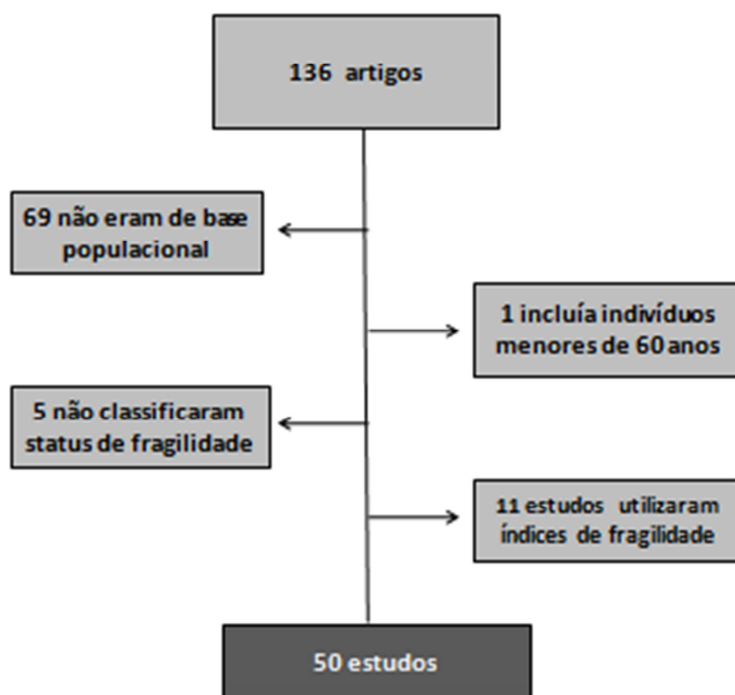 136 artigos
69 não eram de base
populacional
1 incluía indivíduos
menores de 60 anos
5 não classificaram
status de fragilidade
11 estudos utilizaram
índices de fragilidade
50 estudos